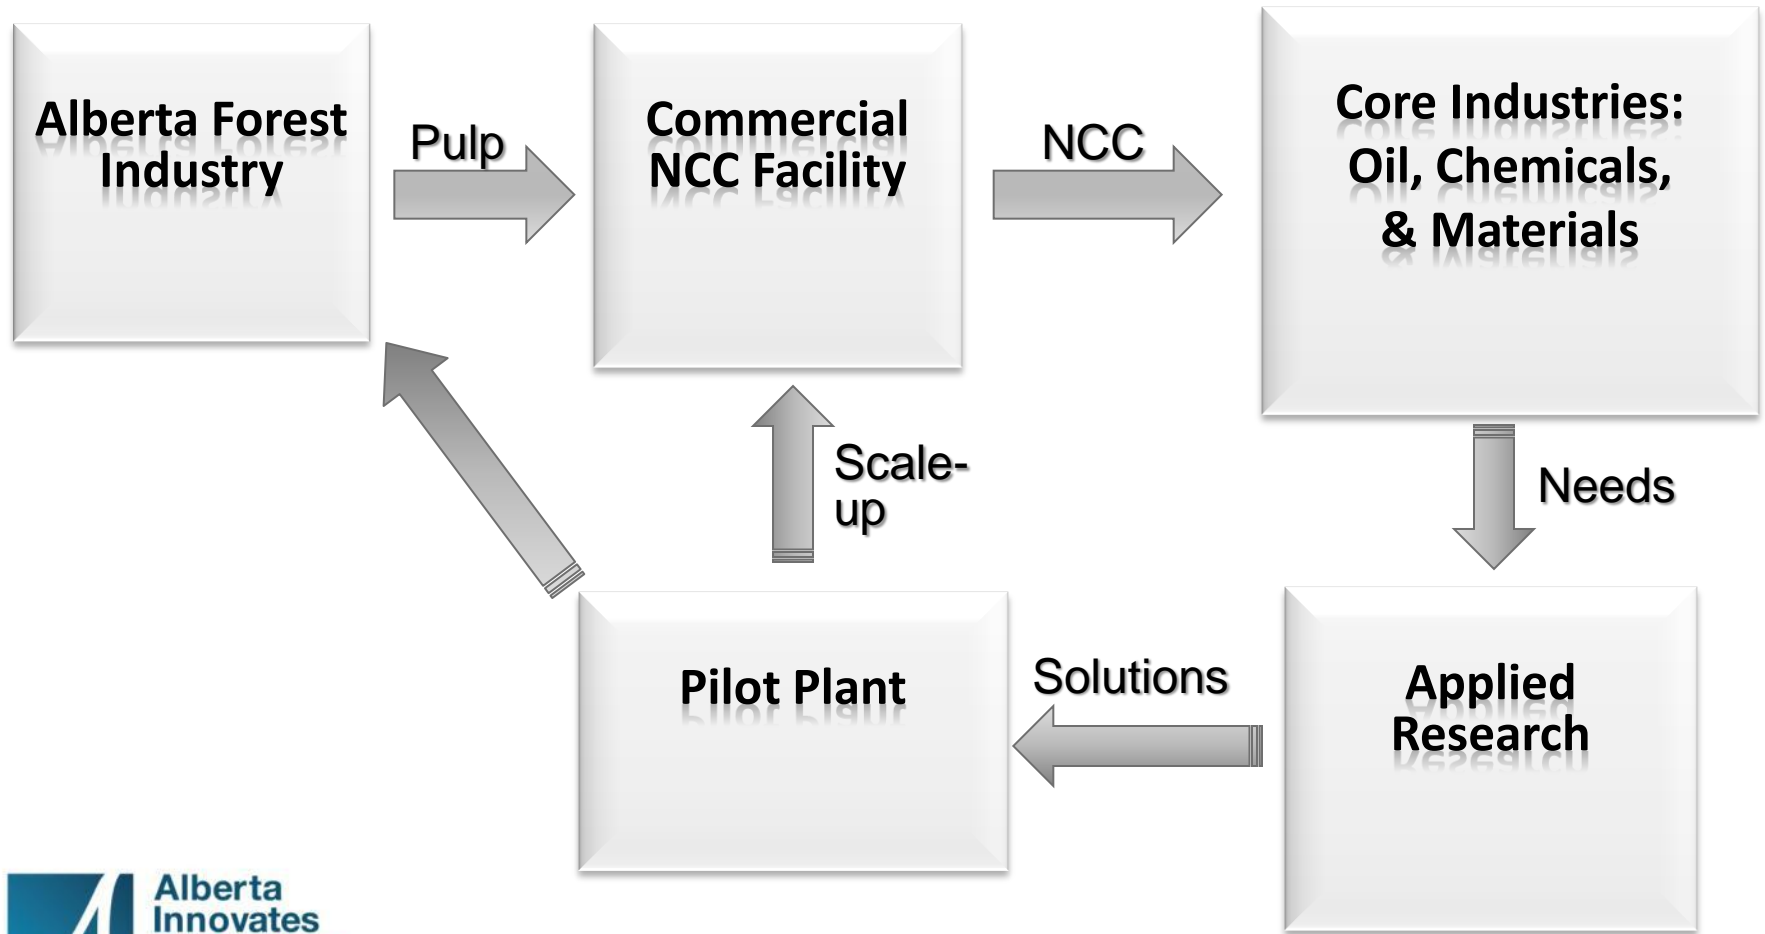 Alberta Forest
Industry
Pulp
Commercial
NCC Facility
NCC
Core Industries:
Oil, Chemicals,
& Materials
Scale-
up
Needs
Pilot Plant
Solutions
Applied
Research
Alberta
Innovates